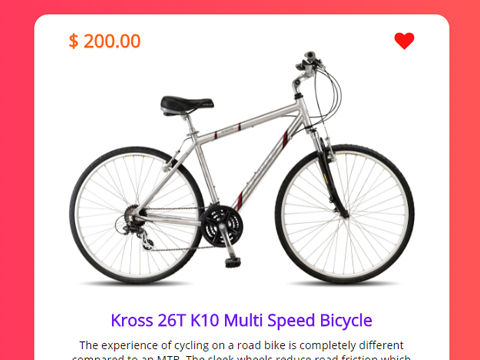 $ 200.00
Kross 26T K10 Multi Speed Bicycle
The experience of cycling on a road bike is completely different
compared to an MTB. The sleek wheels reduce road friction which